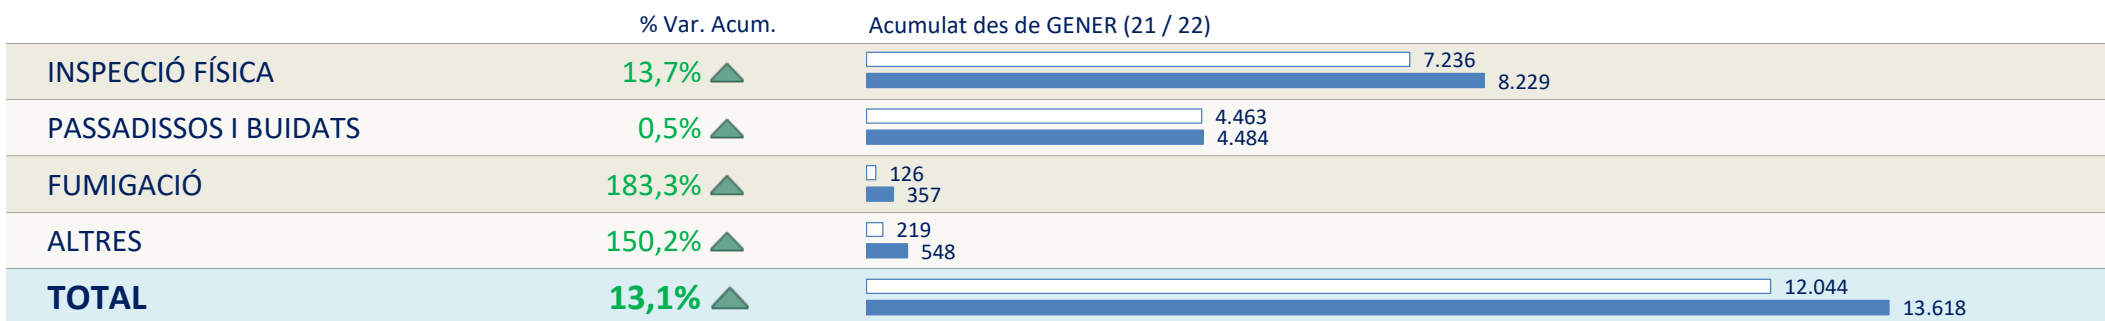 % Var. Acum. Acumulat des de GENER (21 / 22)
INSPECCIÓ FÍSICA 13,7% 7.236
8.229
PASSADISSOS I BUIDATS 0,5% 4.463
4.484
FUMIGACIÓ 183,3% 126
357
ALTRES 150,2% 219
548
TOTAL 13,1% 12.044
13.618